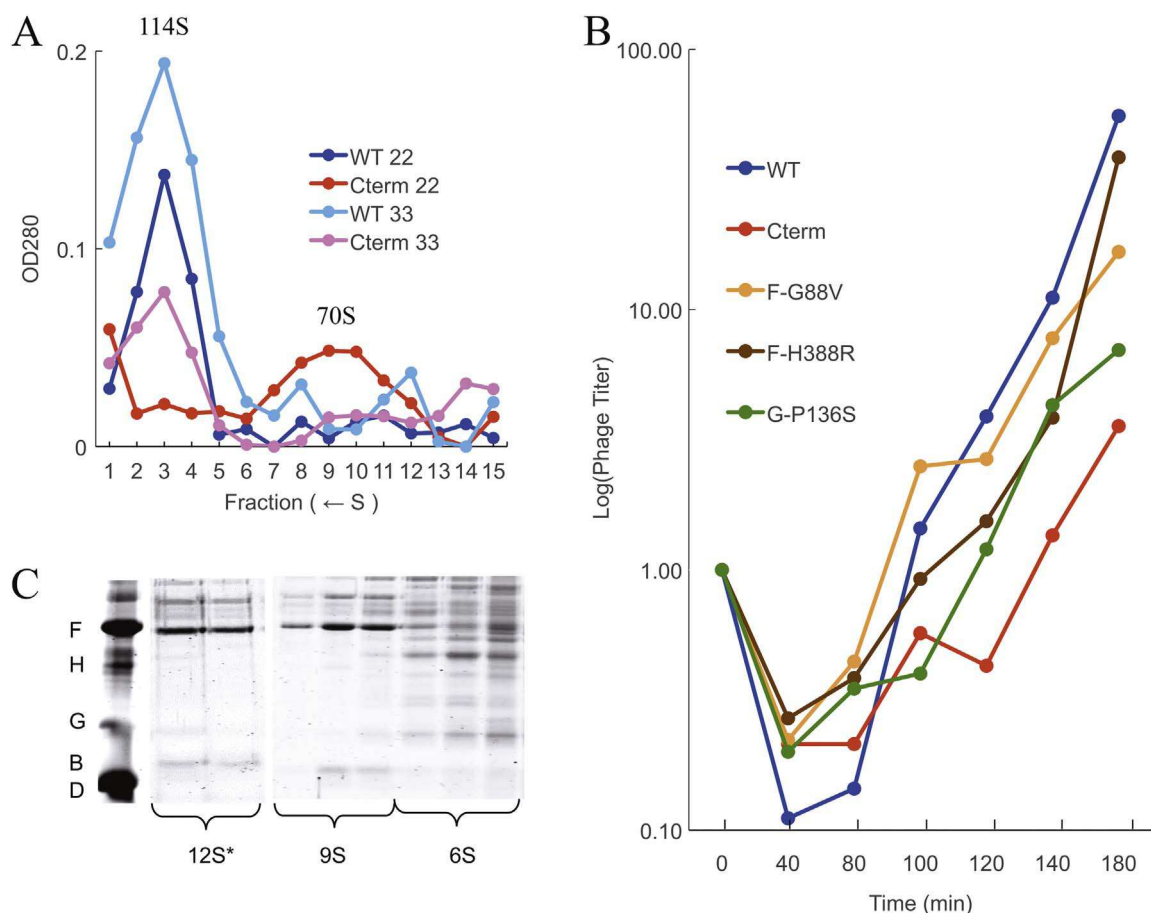 A
114S
0.2
0.1
0
OD280
WT 22
Cterm 22
WT 33
Cterm 33
70S
1 2 3 4 5 6 7 8 9 10 11 12 13 14 15
Fraction ( ← S )
B
100.00
10.00
1.00
0.10
Log(Phage Titer)
WT
Cterm
F-G88V
F-H388R
G-P136S
0 40 80 100 120 140 180
Time (min)
C
F
H
G
B
D
12S* 9S 6S